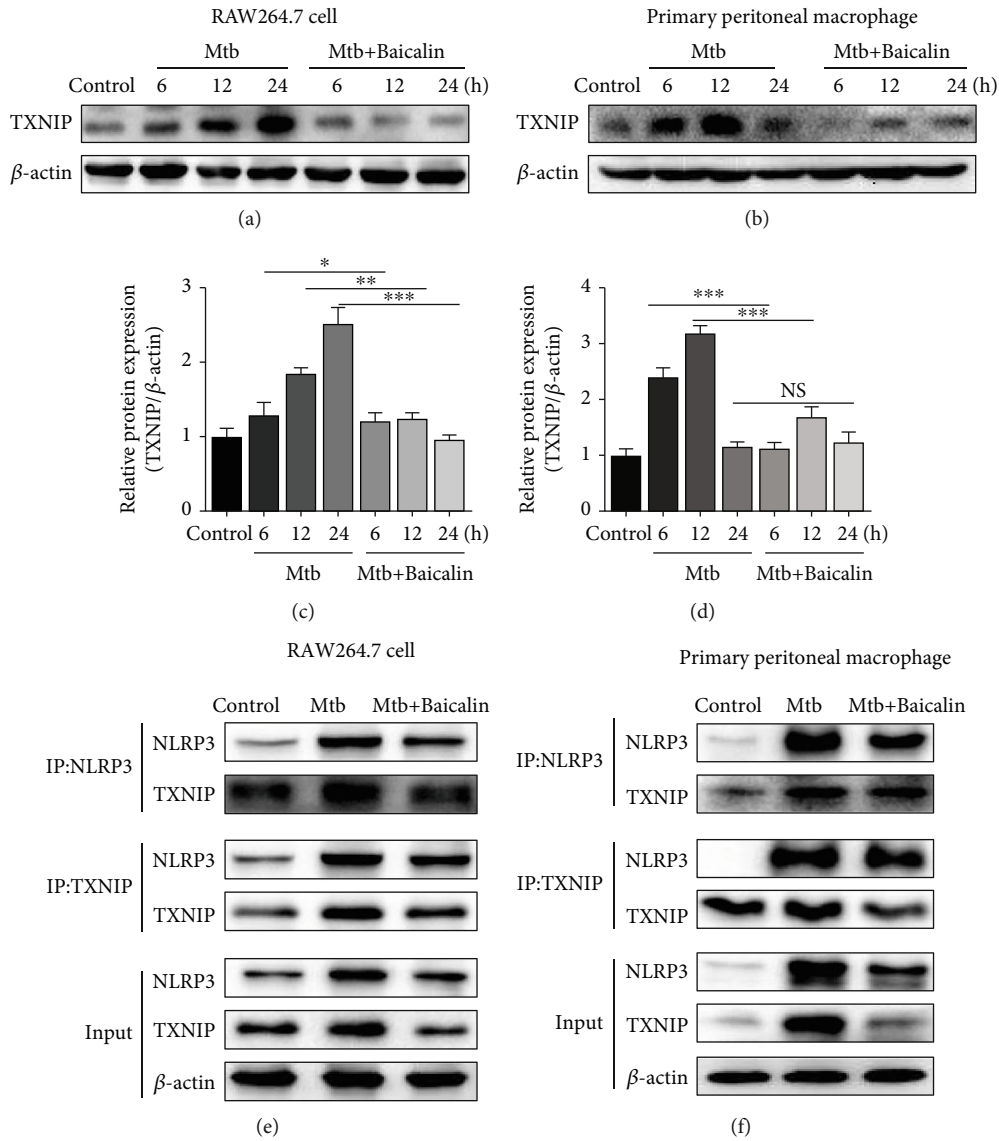 RAW264.7 cell
Mtb Mtb+Baicalin
Control 6 12 24 6 12 24 (h)
TXNIP
β-actin
(a)
Primary peritoneal macrophage
Mtb Mtb+Baicalin
Control 6 12 24 6 12 24 (h)
TXNIP
β-actin
(b)
Relative protein expression
(TXNIP/β-actin)
3
2
1
0
*
**
***
Control 6 12 24 6 12 24 (h)
Mtb Mtb+Baicalin
(c)
Relative protein expression
(TXNIP/β-actin)
4
3
2
1
0
***
***
NS
Control 6 12 24 6 12 24 (h)
Mtb Mtb+Baicalin
(d)
RAW264.7 cell
Control Mtb Mtb+Baicalin
IP:NLRP3
NLRP3
TXNIP
IP:TXNIP
NLRP3
TXNIP
Input
NLRP3
TXNIP
β-actin
(e)
Primary peritoneal macrophage
Control Mtb Mtb+Baicalin
IP:NLRP3
NLRP3
TXNIP
IP:TXNIP
NLRP3
TXNIP
Input
NLRP3
TXNIP
β-actin
(f)